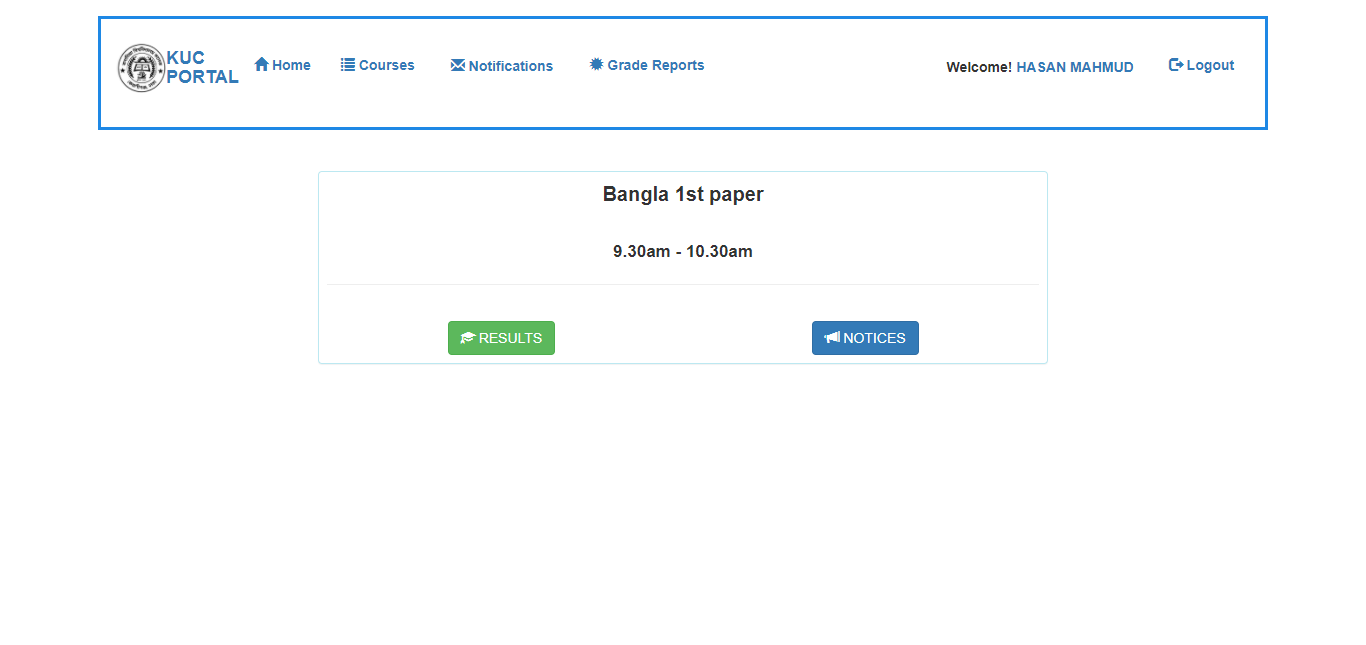 KUC
PORTAL
Home
Courses
Notifications
Grade Reports
Welcome! HASAN MAHMUD
Logout
Bangla 1st paper
9.30am - 10.30am
RESULTS
NOTICES